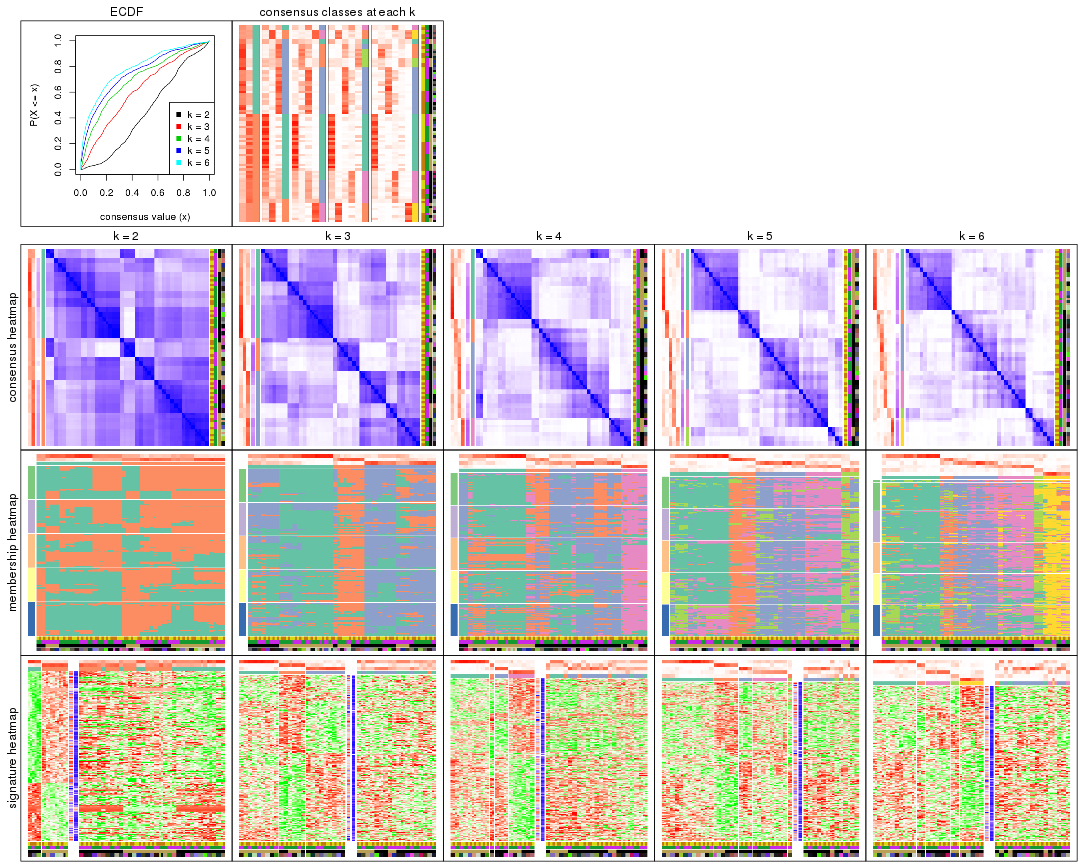 ECDF
consensus classes at each k
P(X <= x)
0.0 0.2 0.4 0.6 0.8 1.0
k = 2
k = 3
k = 4
k = 5
k = 6
0.0 0.2 0.4 0.6 0.8 1.0
consensus value (x)
k = 2
k = 3
k = 4
k = 5
k = 6
consensus heatmap
membership heatmap
signature heatmap